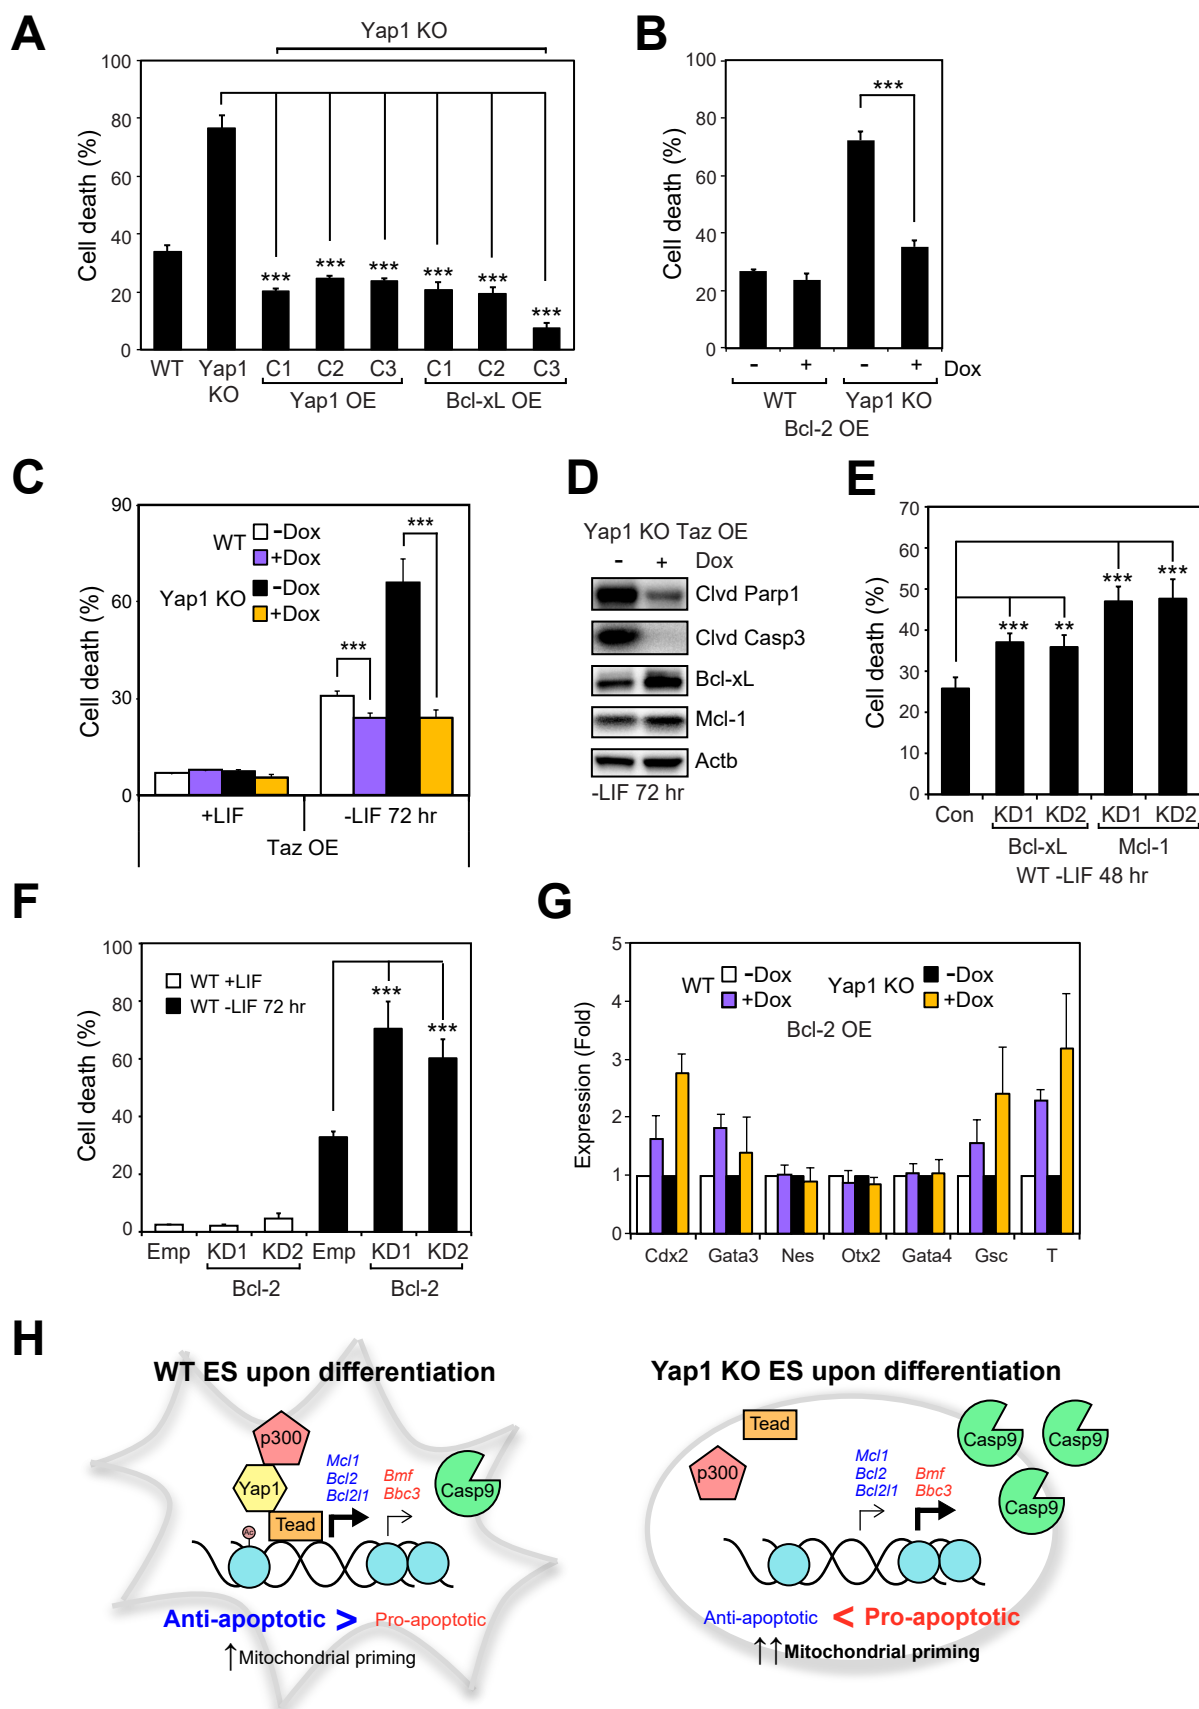 A
Yap1 KO
Cell death (%)
100
80
60
40
20
0
*** *** *** *** *** ***
WT Yap1 KO C1 C2 C3 C1 C2 C3
Yap1 OE Bcl-xL OE
B
Cell death (%)
100
80
60
40
20
0
***
- + - + Dox
WT Yap1 KO
Bcl-2 OE
C
Cell death (%)
90
60
30
0
WT -Dox
+Dox
Yap1 KO -Dox
+Dox
*** ***
+LIF -LIF 72 hr
Taz OE
D
Yap1 KO Taz OE
- + Dox
Clvd Parp1
Clvd Casp3
Bcl-xL
Mcl-1
Actb
-LIF 72 hr
E
Cell death (%)
70
60
50
40
30
20
10
0
*** ** *** ***
Con KD1 KD2 KD1 KD2
Bcl-xL Mcl-1
WT -LIF 48 hr
F
Cell death (%)
100
80
60
40
20
0
WT +LIF
WT -LIF 72 hr
*** ***
Emp KD1 KD2 Emp KD1 KD2
Bcl-2 Bcl-2
G
Expression (Fold)
5
4
3
2
1
0
WT -Dox
+Dox
Yap1 KO -Dox
+Dox
Bcl-2 OE
Cdx2 Gata3 Nes Otx2 Gata4 Gsc T
H
WT ES upon differentiation
p300
Yap1
Tead
Ac
Mcl1
Bcl2
Bcl2l1
Bmf
Bbc3
Casp9
Anti-apoptotic > Pro-apoptotic
↑Mitochondrial priming
Yap1 KO ES upon differentiation
Tead
p300
Mcl1
Bcl2
Bcl2l1
Bmf
Bbc3
Casp9
Casp9
Casp9
Anti-apoptotic < Pro-apoptotic
↑↑Mitochondrial priming